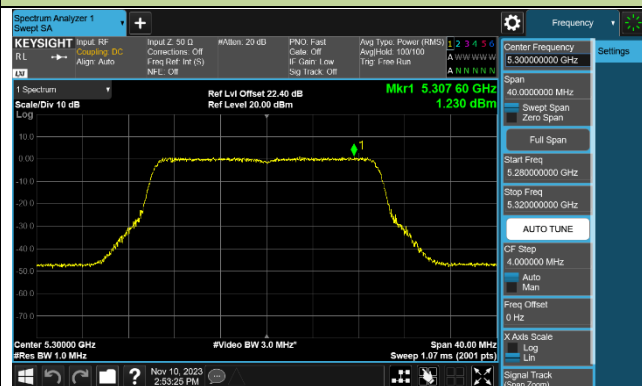 Spectrum Analyzer 1
Swept SA
Frequency
KEYSIGHT
Input: RF
Coupling: DC
Align: Auto
Input Z: 50 Ω
Corrections: Off
Freq Ref: Int (S)
NFE: Off
#Atten: 20 dB
PNO: Fast
Gate: Off
IF Gain: Low
Sig Track: Off
Avg Type: Power (RMS)
Avg|Hold: 100/100
Trig: Free Run
1 2 3 4 5 6
A W W W W W
A N N N N N
RL
LXI
1 Spectrum
Scale/Div 10 dB
Log
Ref Lvl Offset 22.40 dB
Ref Level 20.00 dBm
Mkr1 5.307 60 GHz
1.230 dBm
1
10.0
0.00
-10.0
-20.0
-30.0
-40.0
-50.0
-60.0
-70.0
Center 5.30000 GHz
#Res BW 1.0 MHz
#Video BW 3.0 MHz*
Span 40.00 MHz
Sweep 1.07 ms (2001 pts)
Center Frequency
5.300000000 GHz
Settings
Span
40.0000000 MHz
Swept Span
Zero Span
Full Span
Start Freq
5.280000000 GHz
Stop Freq
5.320000000 GHz
AUTO TUNE
CF Step
4.000000 MHz
Auto
Man
Freq Offset
0 Hz
X Axis Scale
Log
Lin
Signal Track
(Span Zoom)
Nov 10, 2023
2:53:25 PM